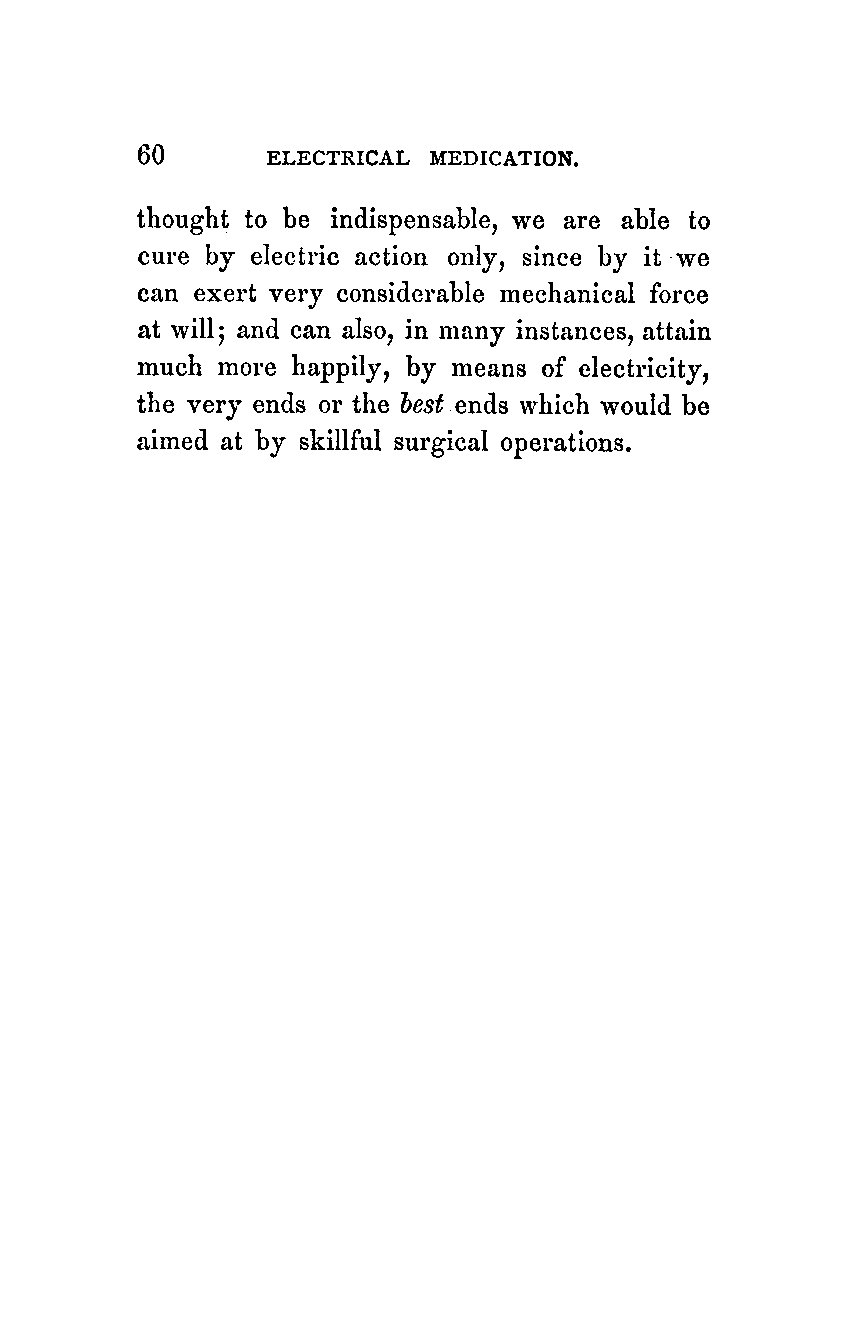 60 ELECTRICAL MEDICATION.
thought to be indispensable, we are able to
cure by electric action only, since by it we
can exert very considerable mechanical force
at will; and can also, in many instances, attain
much more happily, by means of electricity,
the very ends or the best ends which would be
aimed at by skillful surgical operations.